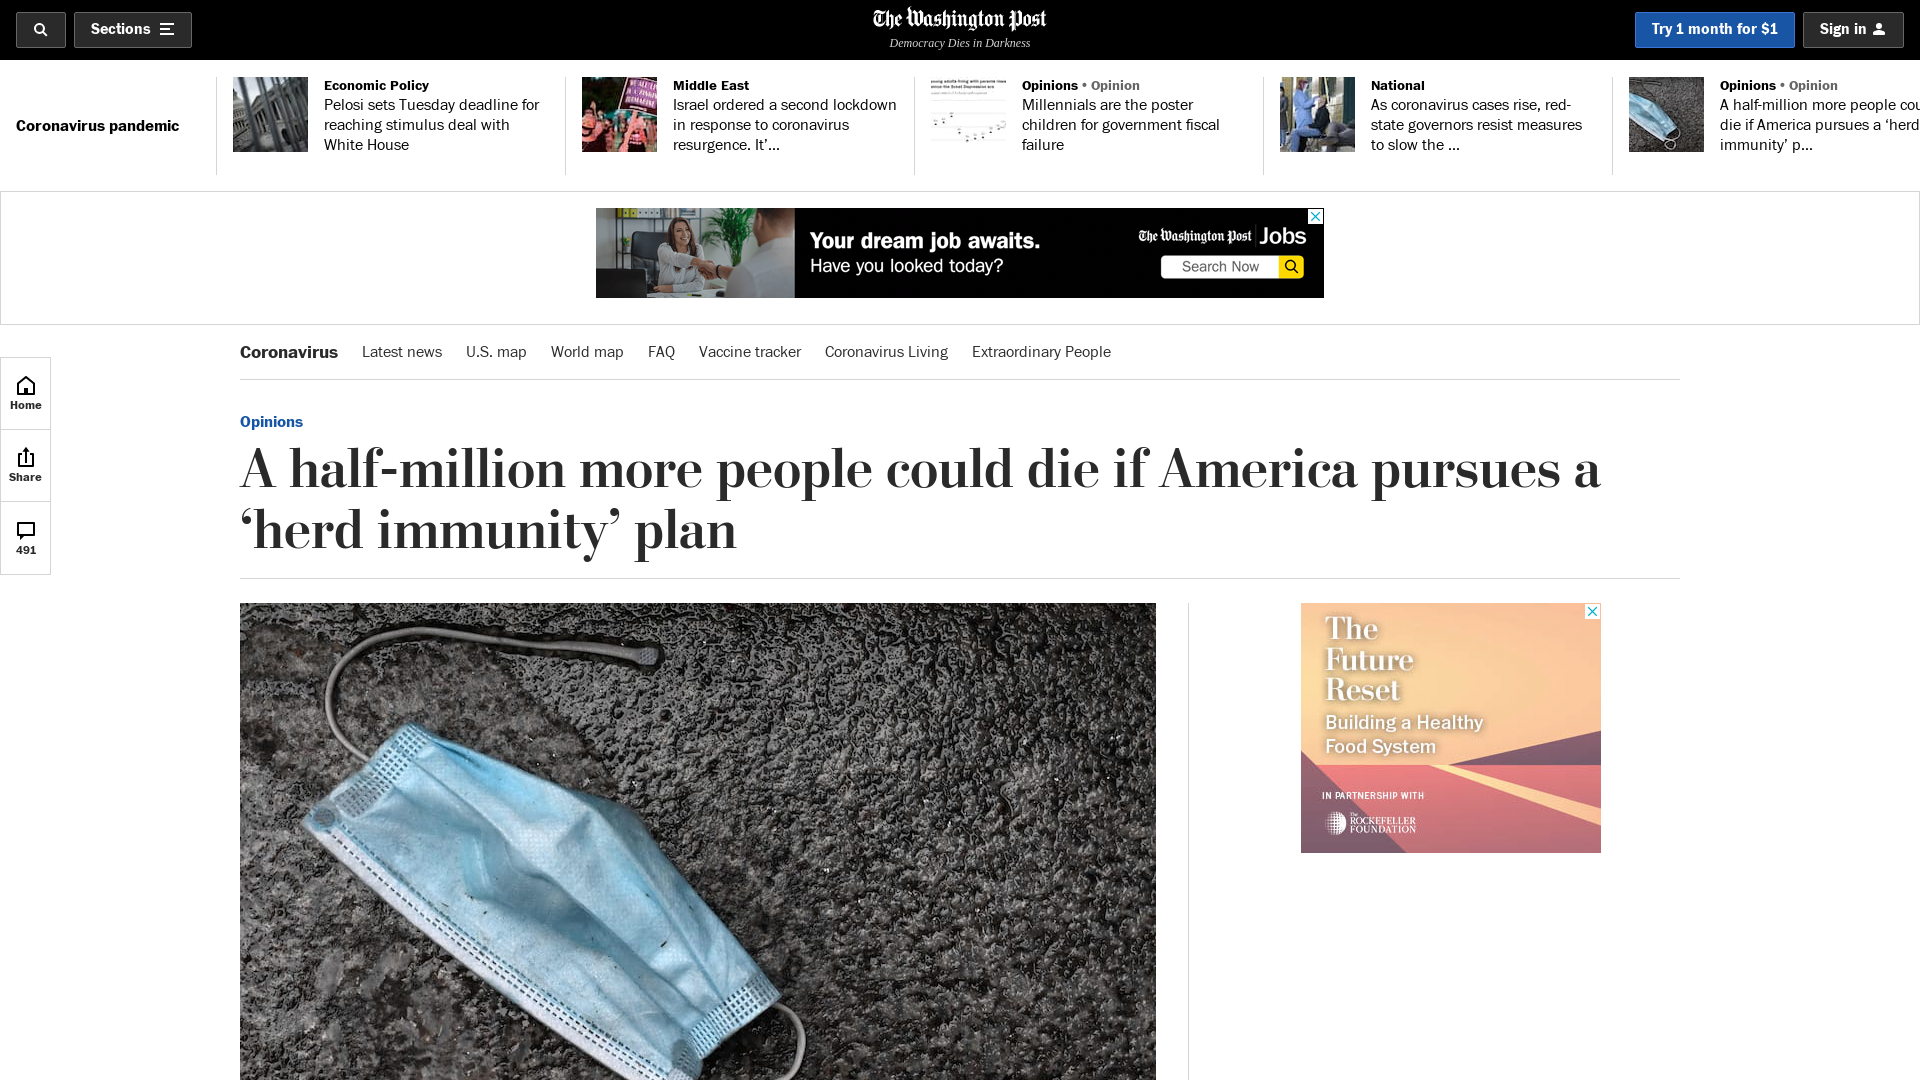 Sections
The Washington Post
Democracy Dies in Darkness
Try 1 month for $1
Sign in
Coronavirus pandemic
Economic Policy
Pelosi sets Tuesday deadline for
reaching stimulus deal with
White House
Middle East
Israel ordered a second lockdown
in response to coronavirus
resurgence. It’...
Opinions • Opinion
Millennials are the poster
children for government fiscal
failure
National
As coronavirus cases rise, red-
state governors resist measures
to slow the ...
Opinions • Opinion
A half-million more people cou
die if America pursues a ‘herd
immunity’ p...
Your dream job awaits.
Have you looked today?
The Washington Post Jobs
Search Now
Coronavirus
Latest news
U.S. map
World map
FAQ
Vaccine tracker
Coronavirus Living
Extraordinary People
Home
Share
491
Opinions
A half-million more people could die if America pursues a
‘herd immunity’ plan
The
Future
Reset
Building a Healthy
Food System
IN PARTNERSHIP WITH
The
ROCKEFELLER
FOUNDATION